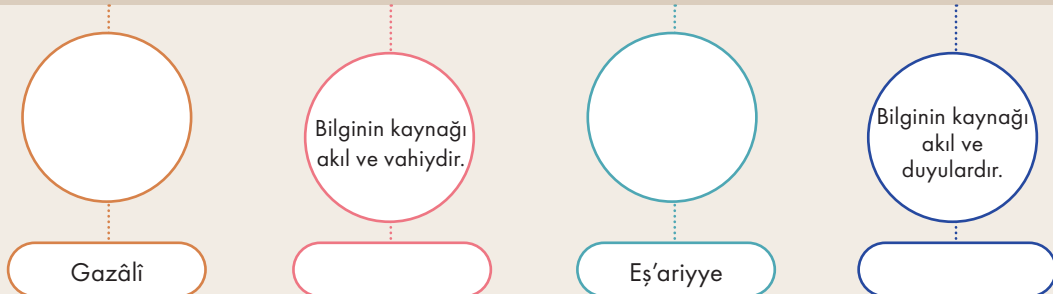 Bilginin kaynağı
akıl ve vahiydir.
Bilginin kaynağı
akıl ve
duyulardır.
Gazâlî
Eş'ariyye